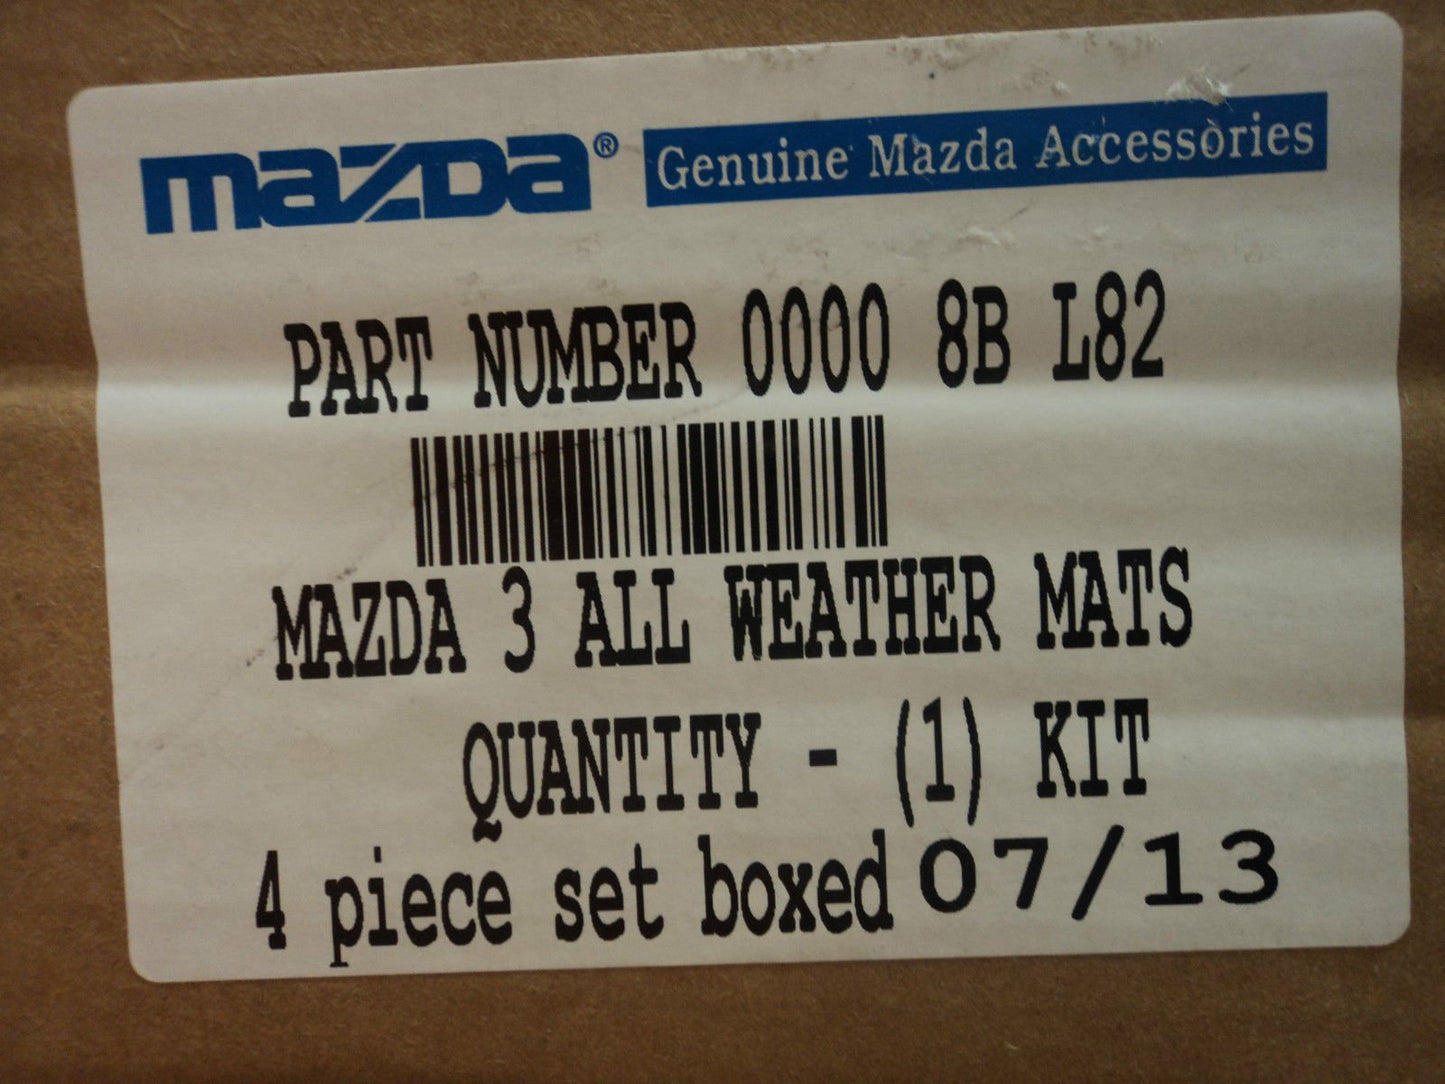 mazda® Genuine Mazda Accessories
PART NUMBER 0000 8B L82
MAZDA 3 ALL WEATHER MATS
QUANTITY - (1) KIT
4 piece set boxed 07/13